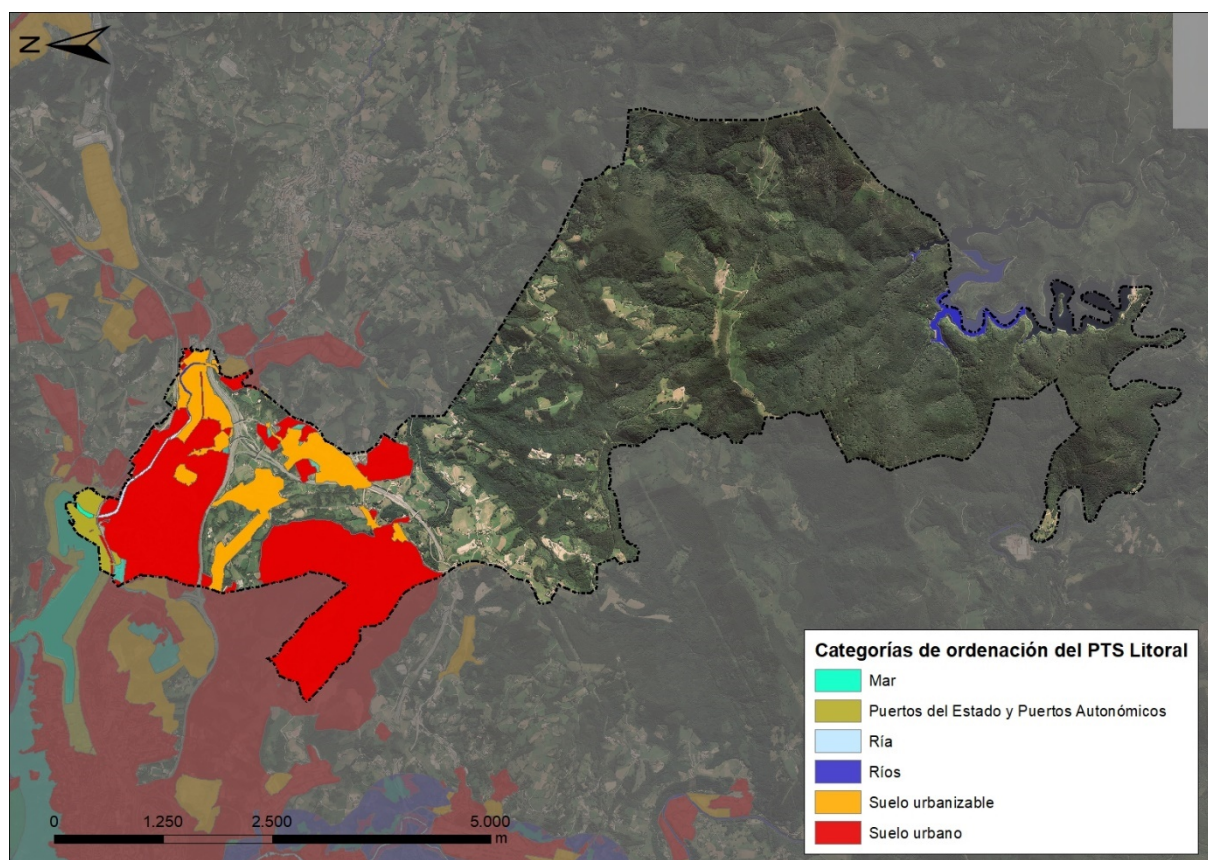 N
Categorías de ordenación del PTS Litoral
Mar
Puertos del Estado y Puertos Autonómicos
Ría
Ríos
Suelo urbanizable
Suelo urbano
0 1.250 2.500 5.000
m